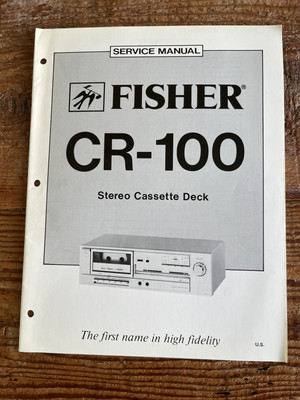 SERVICE MANUAL
FISHER®
CR-100
Stereo Cassette Deck
The first name in high fidelity
U.S.